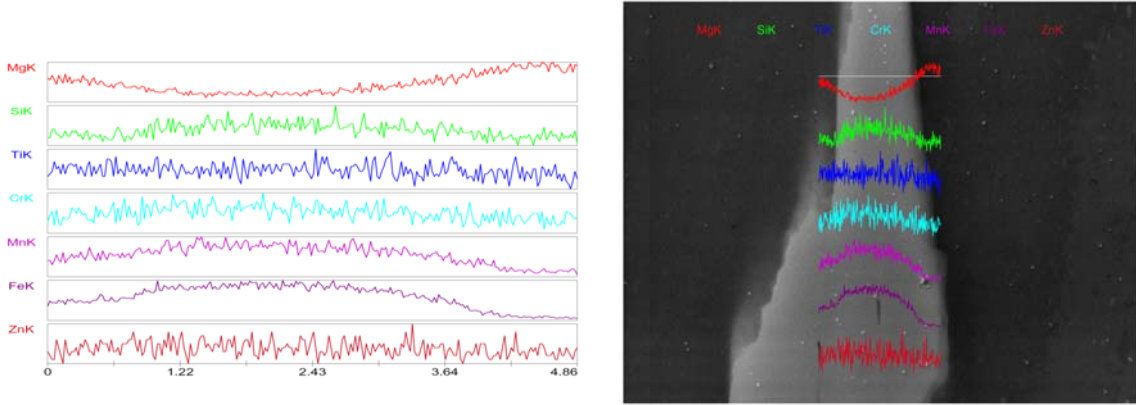 MgK
SiK
TiK
CrK
MnK
FeK
ZnK
0 1.22 2.43 3.64 4.86
MgK SiK TiK CrK MnK FeK ZnK